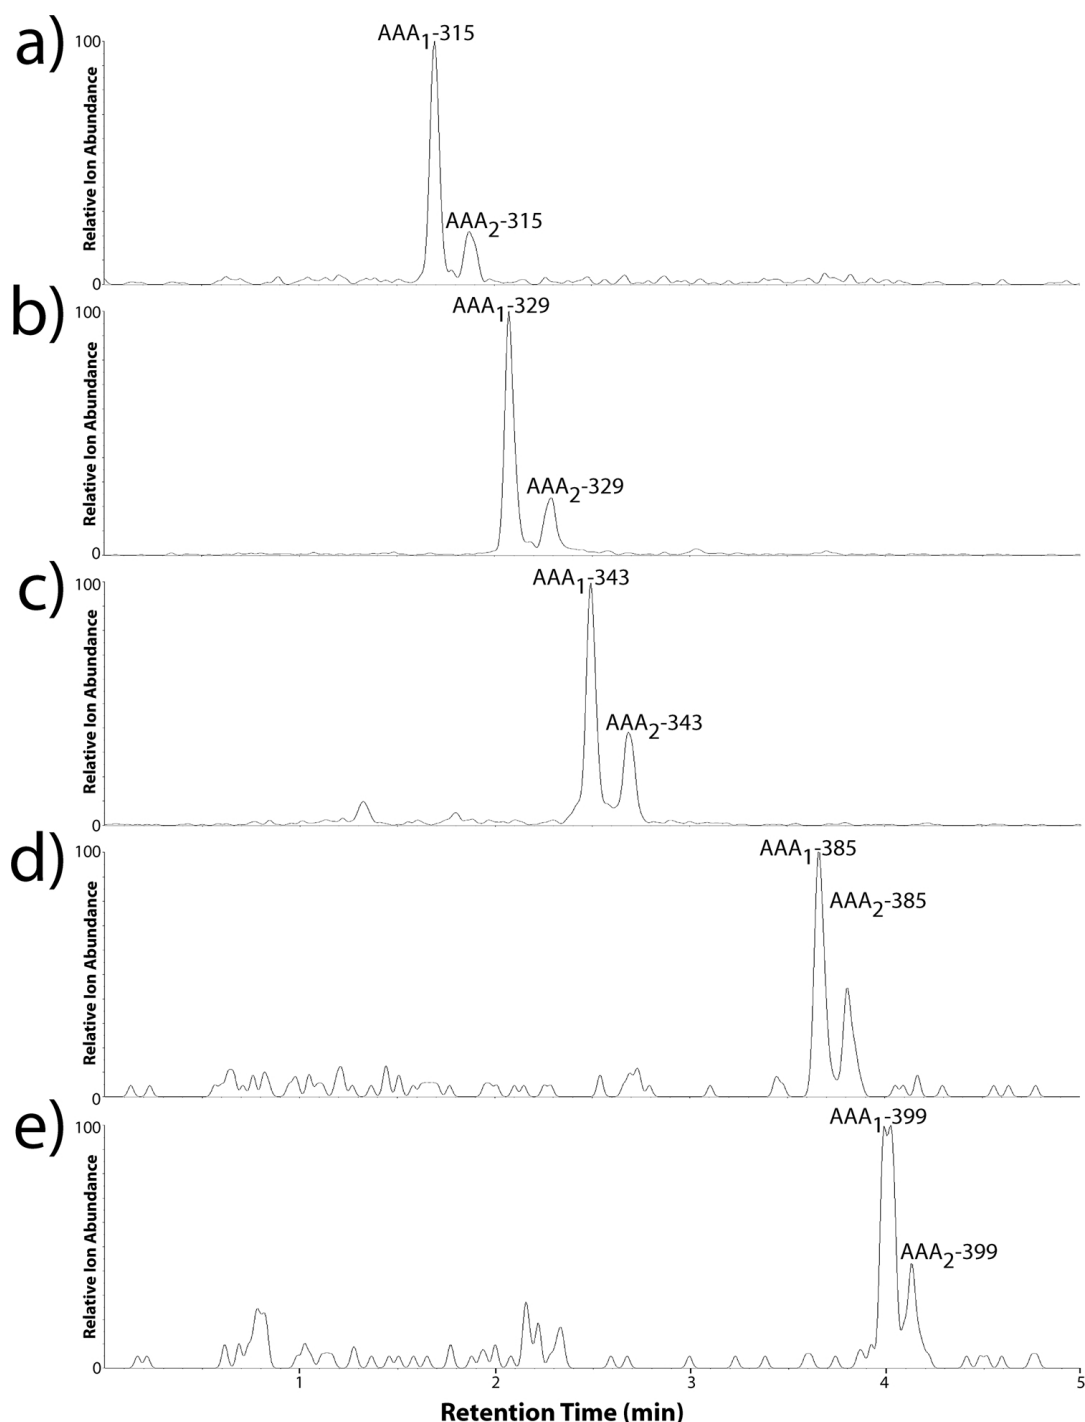 a)
AAA1-315
100
Relative Ion Abundance
AAA2-315
0
b)
AAA1-329
100
Relative Ion Abundance
AAA2-329
0
c)
AAA1-343
100
Relative Ion Abundance
AAA2-343
0
d)
AAA1-385
100
Relative Ion Abundance
AAA2-385
0
e)
AAA1-399
100
Relative Ion Abundance
AAA2-399
0
1 2 3 4 5
Retention Time (min)